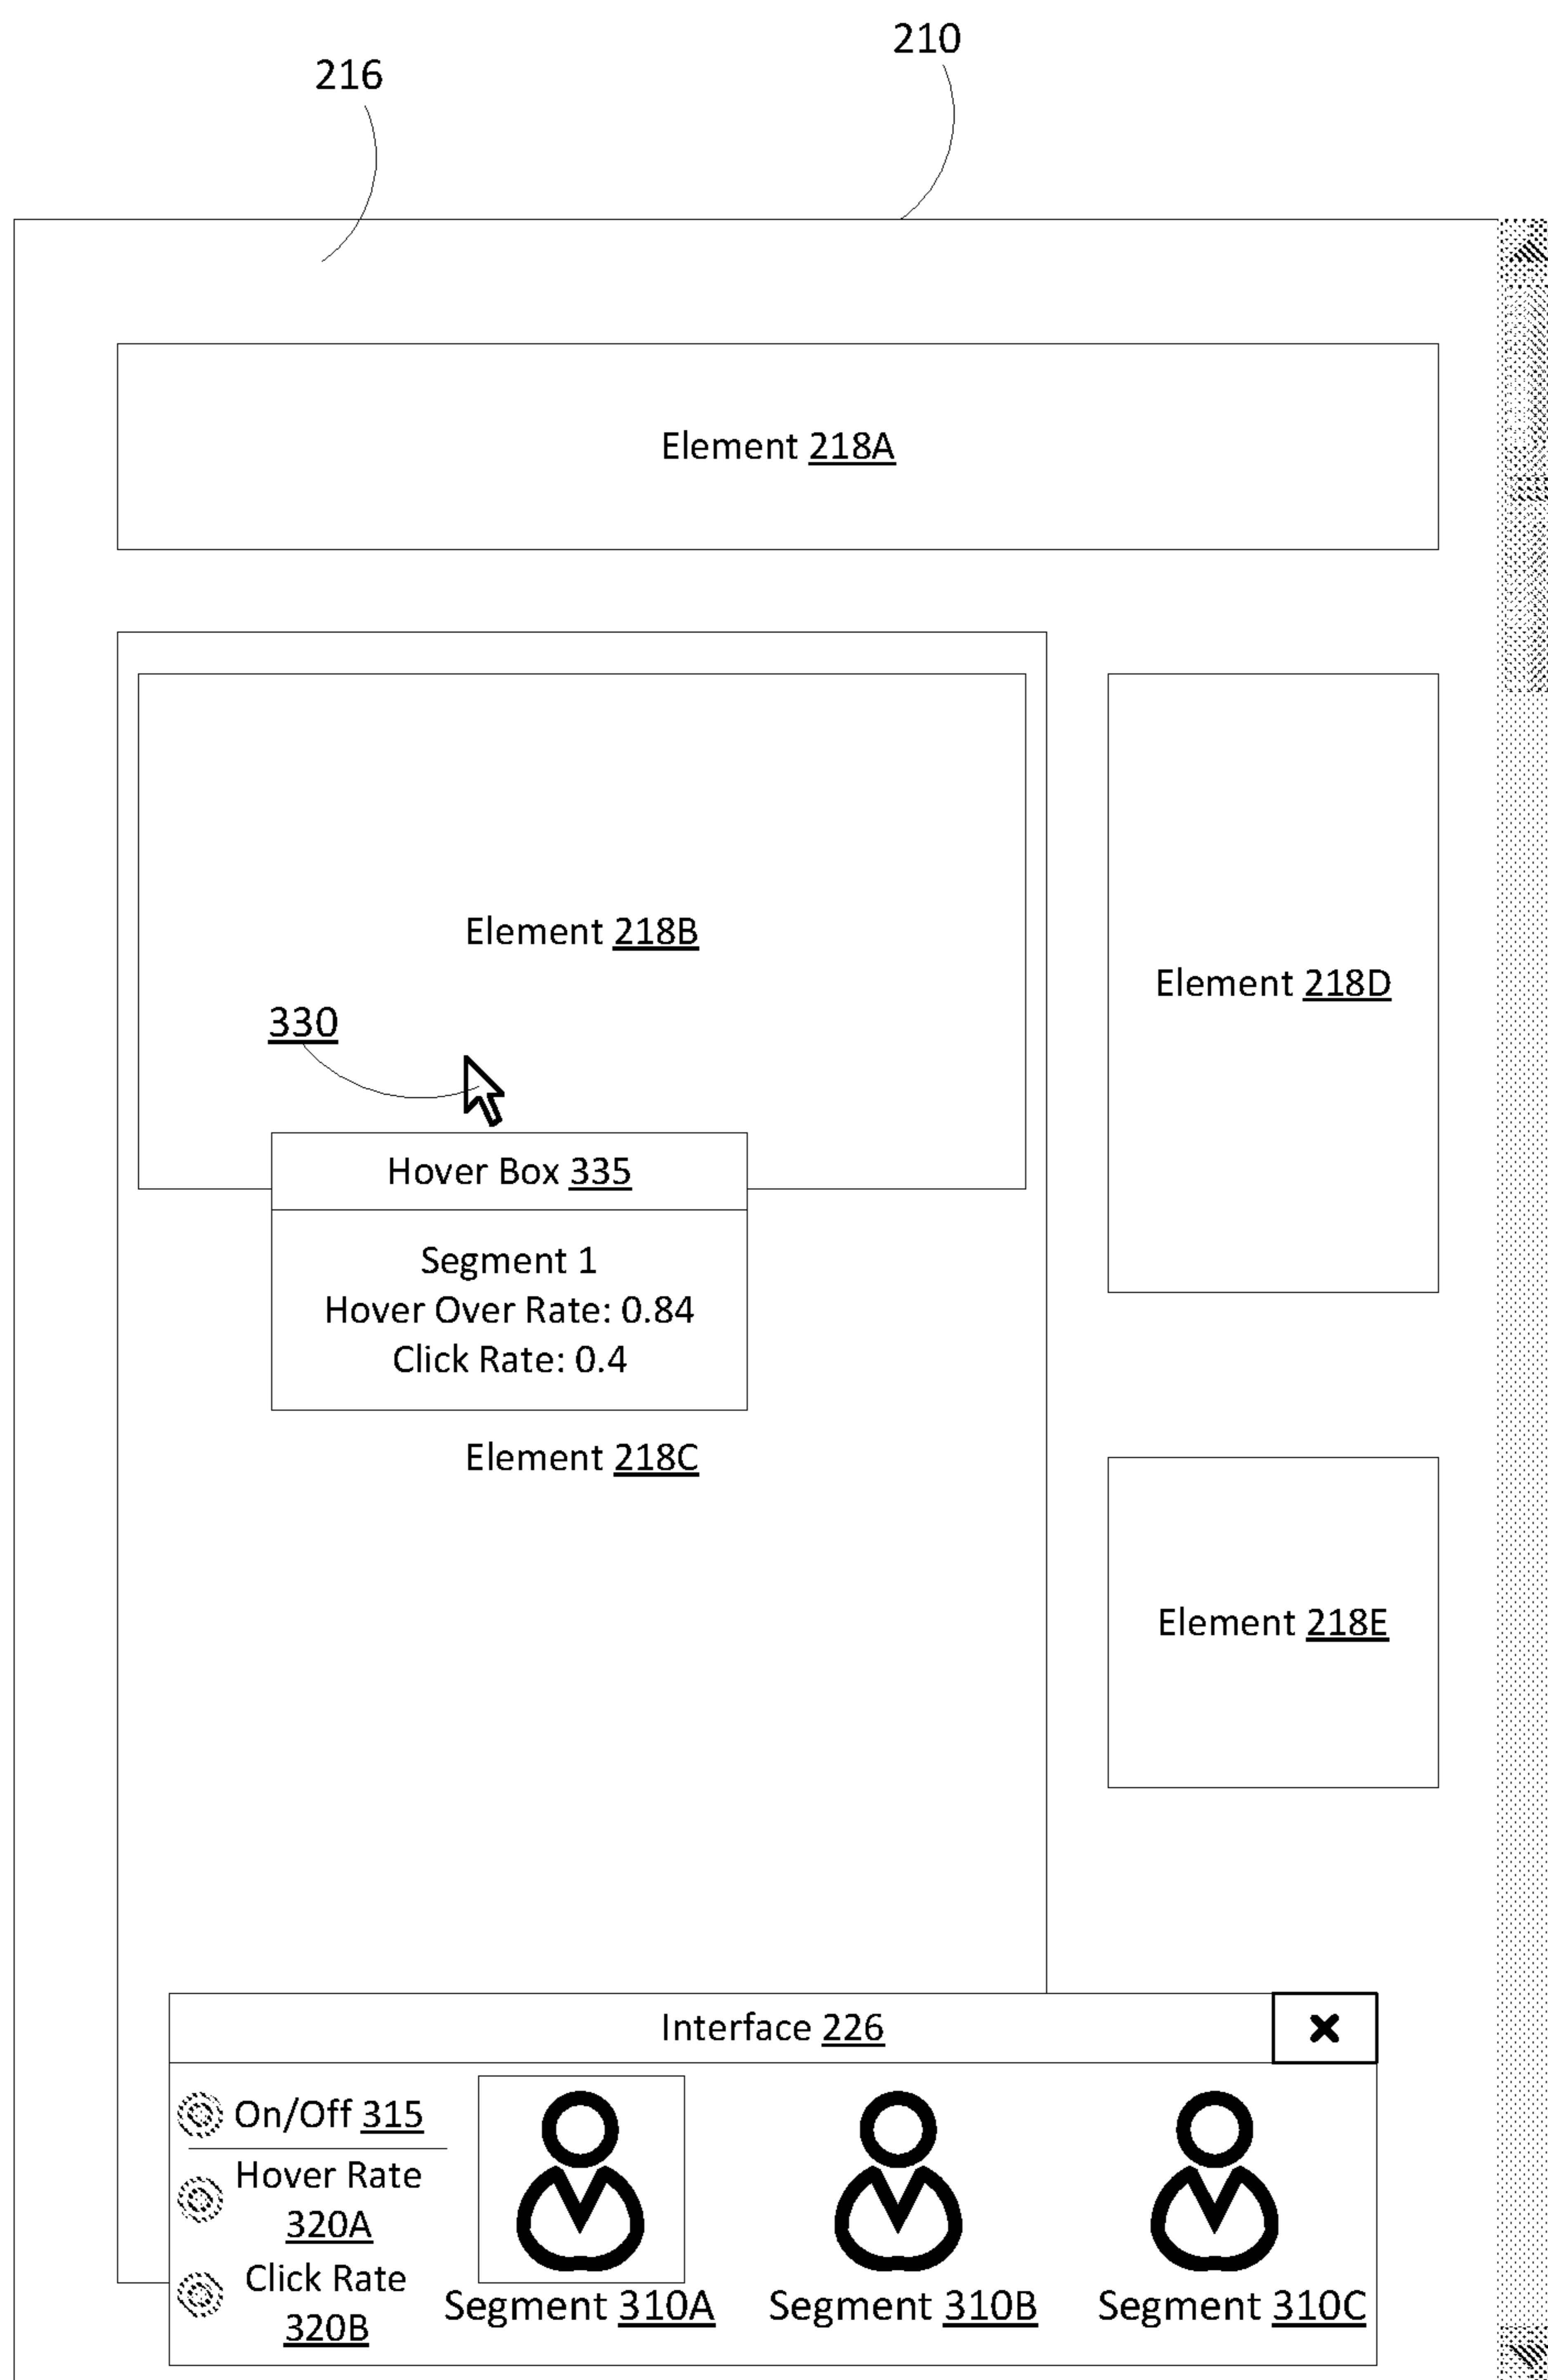 210
216
Element 218A
Element 218B
Element 218D
330
Hover Box 335
Segment 1
Hover Over Rate: 0.84
Click Rate: 0.4
Element 218C
Element 218E
Interface 226
On/Off 315
Hover Rate
320A
Click Rate
320B
Segment 310A
Segment 310B
Segment 310C